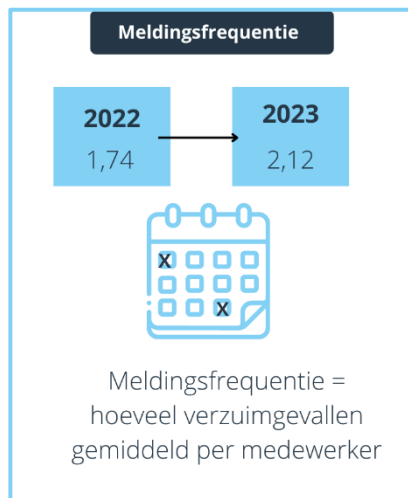 Meldingsfrequentie
2022
1,74
2023
2,12
X
X
Meldingsfrequentie =
hoeveel verzuimgevallen
gemiddeld per medewerker